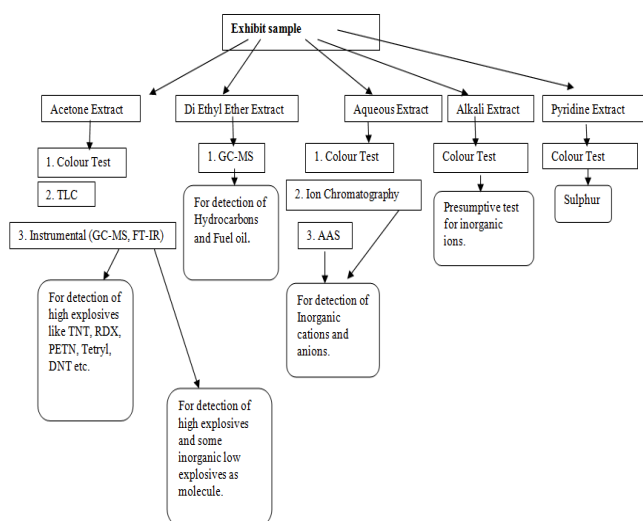 Exhibit sample
Acetone Extract
Di Ethyl Ether Extract
Aqueous Extract
Alkali Extract
Pyridine Extract
1. Colour Test
2. TLC
3. Instrumental (GC-MS, FT-IR)
For detection of
high explosives
like TNT, RDX,
PETN, Tetryl,
DNT etc.
For detection of
high explosives
and some
inorganic low
explosives as
molecule.
1. GC-MS
For detection of
Hydrocarbons
and Fuel oil.
1. Colour Test
2. Ion Chromatography
3. AAS
For detection of
Inorganic
cations and
anions.
Colour Test
Presumptive test
for inorganic
ions.
Colour Test
Sulphur